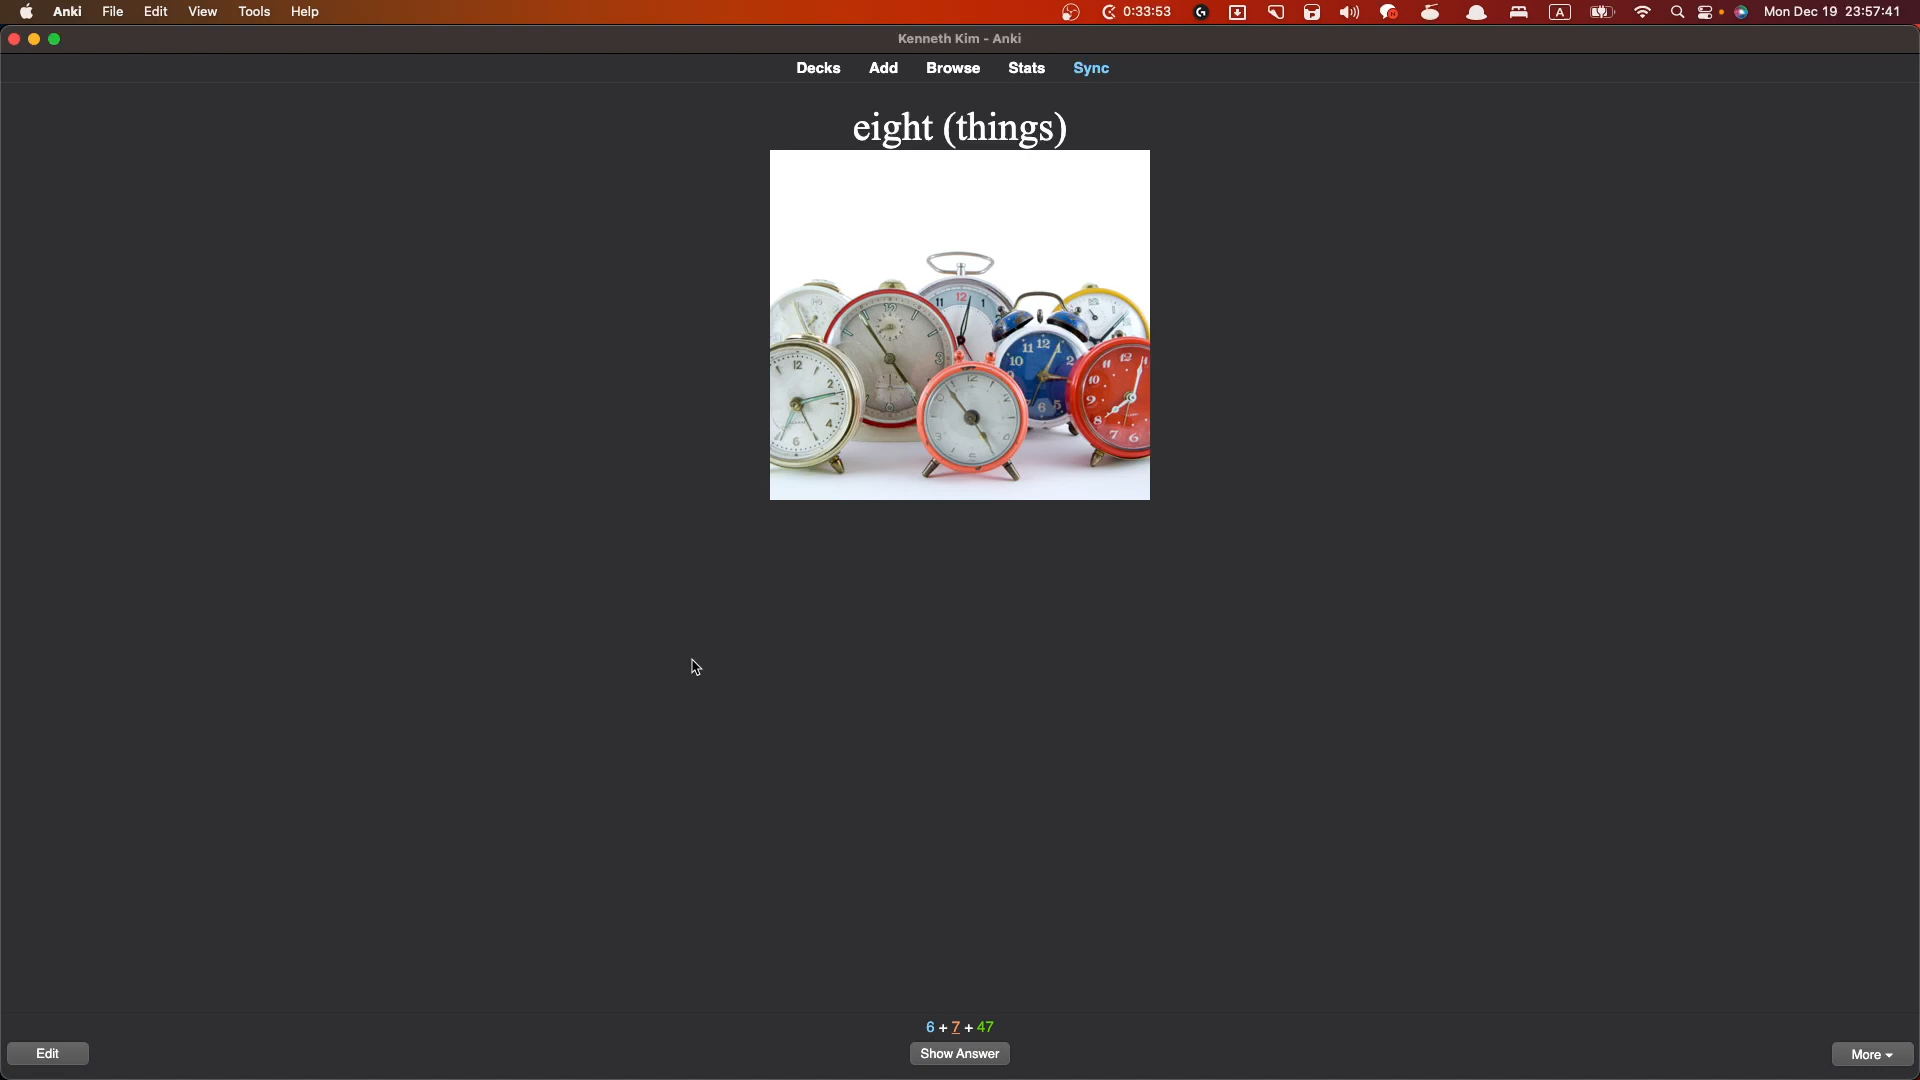 Anki File Edit View Tools Help 0:33:53 Mon Dec 19 23:57:41
Kenneth Kim - Anki
Decks Add Browse Stats Sync
eight (things)
6 + 7 + 47
Edit Show Answer More